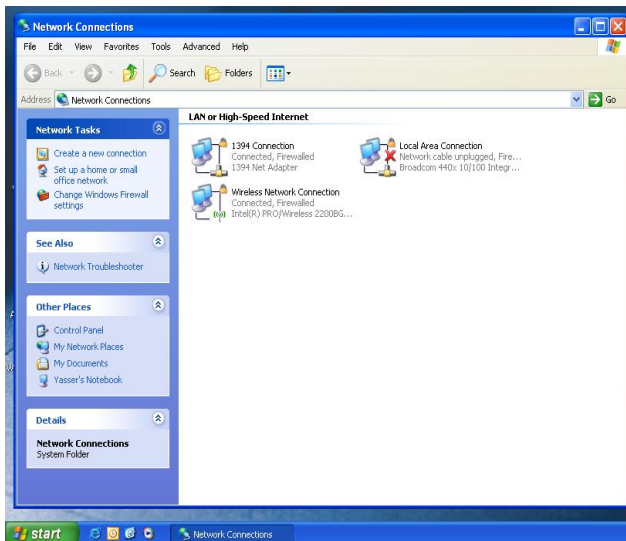 Network Connections
File Edit View Favorites Tools Advanced Help
Back Search Folders
Address Network Connections Go
Network Tasks
Create a new connection
Set up a home or small
office network
Change Windows Firewall
settings
See Also
Network Troubleshooter
Other Places
Control Panel
My Network Places
My Documents
Yasser's Notebook
Details
Network Connections
System Folder
LAN or High-Speed Internet
1394 Connection
Connected, Firewalled
1394 Net Adapter
Local Area Connection
Network cable unplugged, Fire...
Broadcom 440x 10/100 Integr...
Wireless Network Connection
Connected, Firewalled
Intel(R) PRO/Wireless 2200BG...
start Network Connections